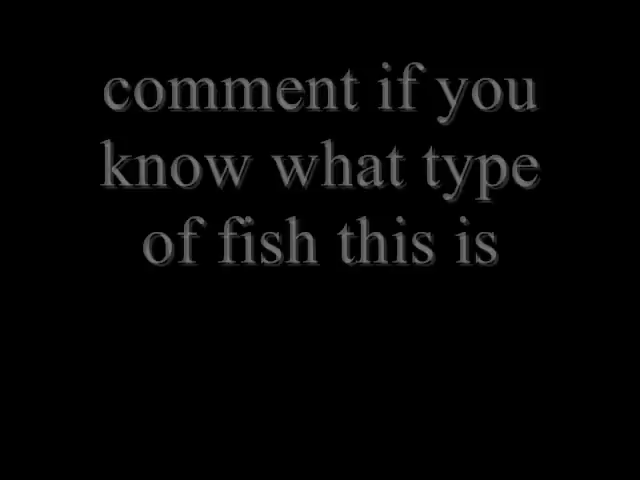 comment if you
know what type
of fish this is